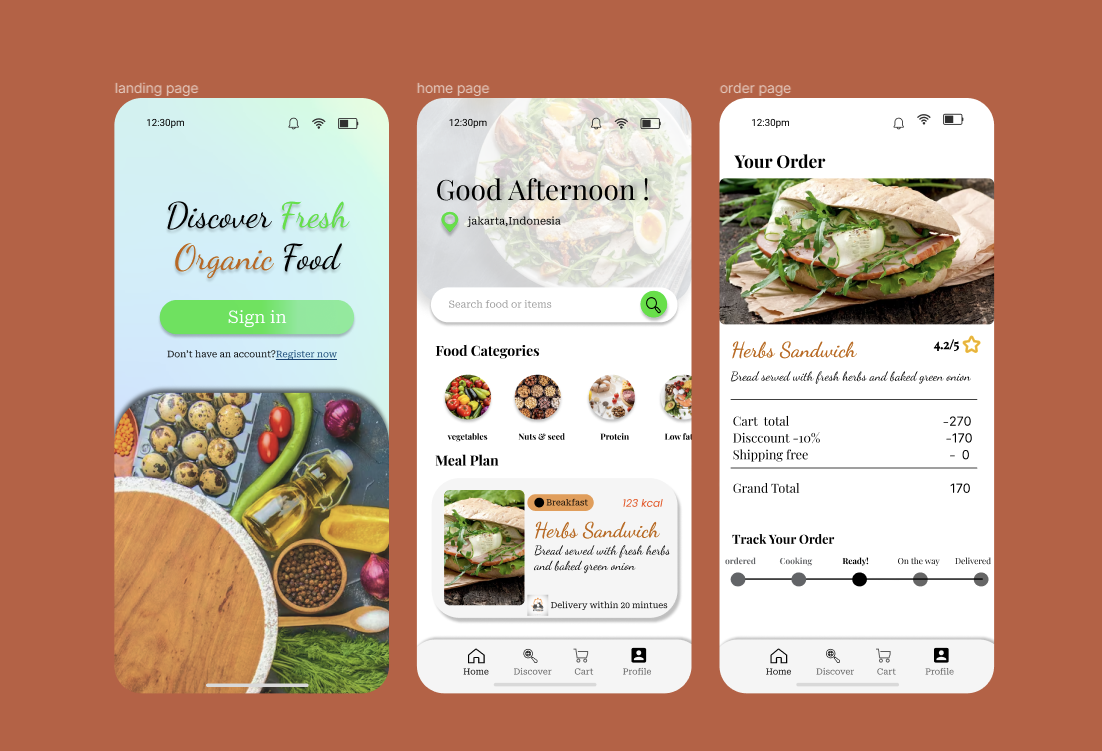 landing page
12:30pm
Discover Fresh
Organic Food
Sign in
Don't have an account?Register now
home page
12:30pm
Good Afternoon !
jakarta,Indonesia
Search food or items
Food Categories
vegetables Nuts & seed Protein Low fat
Meal Plan
Breakfast 123 kcal
Herbs Sandwich
Bread served with fresh herbs
and baked green onion
Delivery within 20 mintues
Home Discover Cart Profile
order page
12:30pm
Your Order
Herbs Sandwich 4.2/5
Bread served with fresh herbs and baked green onion
Cart total -270
Disccount -10% -170
Shipping free - 0
Grand Total 170
Track Your Order
ordered Cooking Ready! On the way Delivered
Home Discover Cart Profile